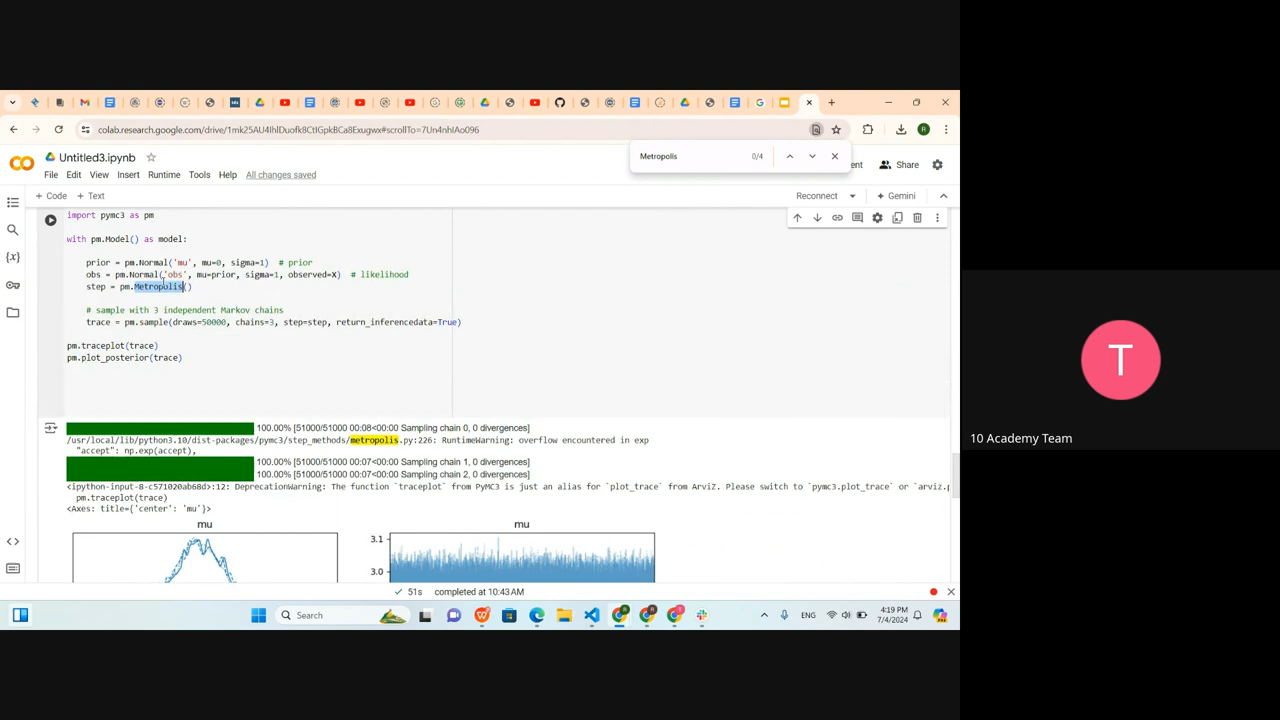 colab.research.google.com/drive/1mk25AU4IhlDuofk8CtIGpkBCa8Exugwx#scrollTo=7Un4nhIAo096
Untitled3.ipynb
Metropolis
0/4
ent
Share
File Edit View Insert Runtime Tools Help All changes saved
+ Code + Text
Reconnect
Gemini
import pymc3 as pm
with pm.Model() as model:
prior = pm.Normal('mu', mu=0, sigma=1) # prior
obs = pm.Normal('obs', mu=prior, sigma=1, observed=X) # likelihood
step = pm.Metropolis()
# sample with 3 independent Markov chains
trace = pm.sample(draws=50000, chains=3, step=step, return_inferencedata=True)
pm.traceplot(trace)
pm.plot_posterior(trace)
100.00% [51000/51000 00:08<00:00 Sampling chain 0, 0 divergences]
/usr/local/lib/python3.10/dist-packages/pymc3/step_methods/metropolis.py:226: RuntimeWarning: overflow encountered in exp
"accept": np.exp(accept),
100.00% [51000/51000 00:07<00:00 Sampling chain 1, 0 divergences]
100.00% [51000/51000 00:07<00:00 Sampling chain 2, 0 divergences]
<ipython-input-8-c571020ab68d>:12: DeprecationWarning: The function `traceplot` from PyMC3 is just an alias for `plot_trace` from ArviZ. Please switch to `pymc3.plot_trace` or `arviz.p
pm.traceplot(trace)
<Axes: title={'center': 'mu'}>
mu
mu
3.1
3.0
51s completed at 10:43 AM
Search
ENG
4:19 PM
7/4/2024
T
10 Academy Team